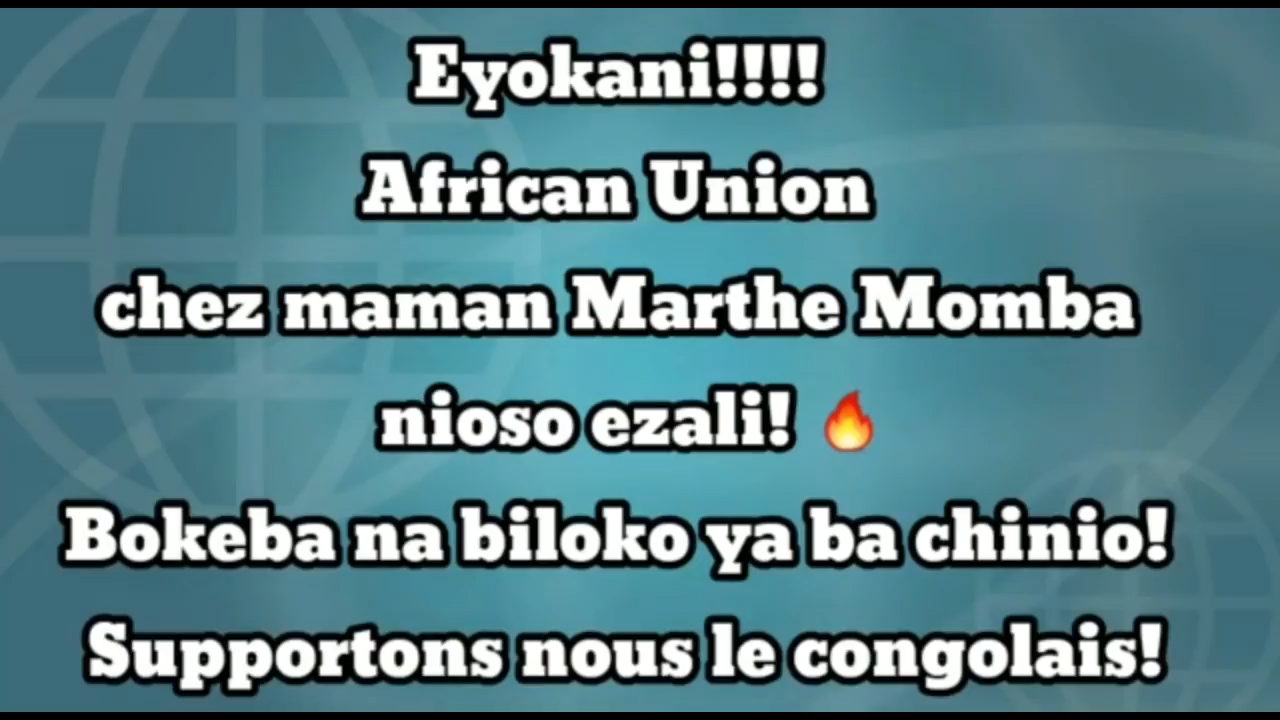 Eyokani!!!!
African Union
chez maman Marthe Momba
nioso ezali! 🔥
Bokeba na biloko ya ba chinio!
Supportons nous le congolais!